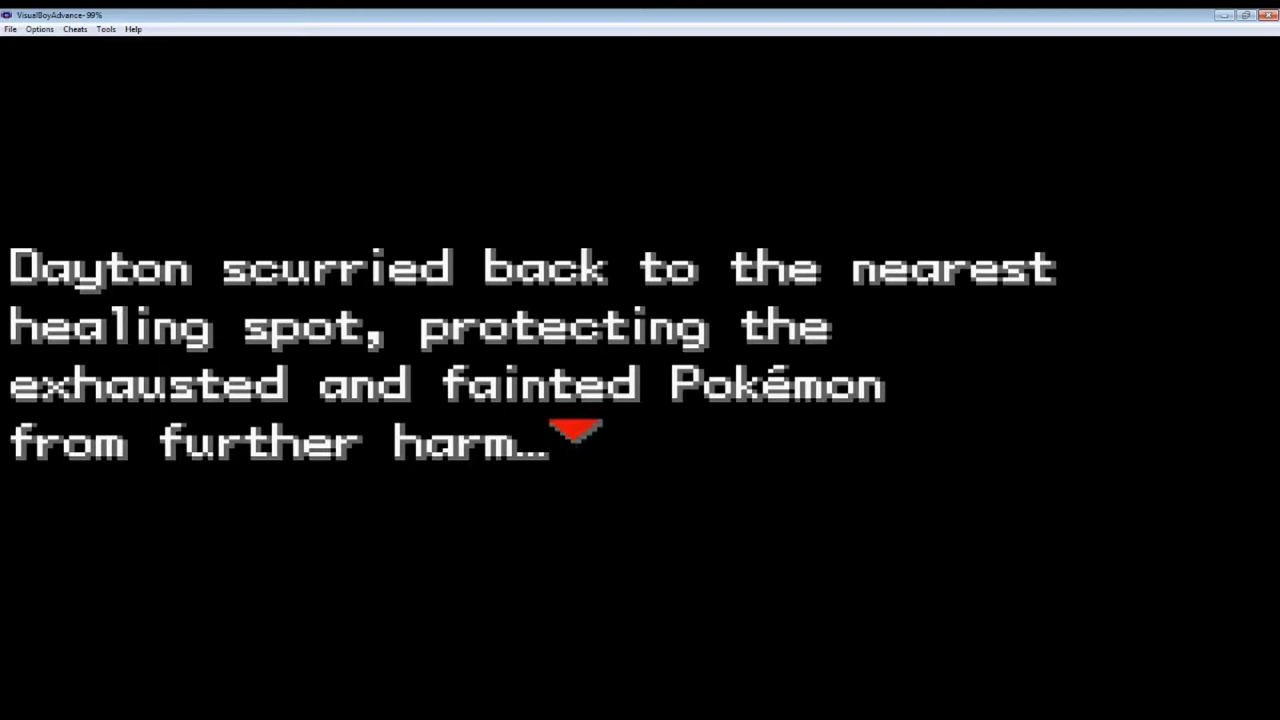 VisualBoyAdvance- 99%
File Options Cheats Tools Help
Dayton scurried back to the nearest
healing spot, protecting the
exhausted and fainted Pokémon
from further harm…